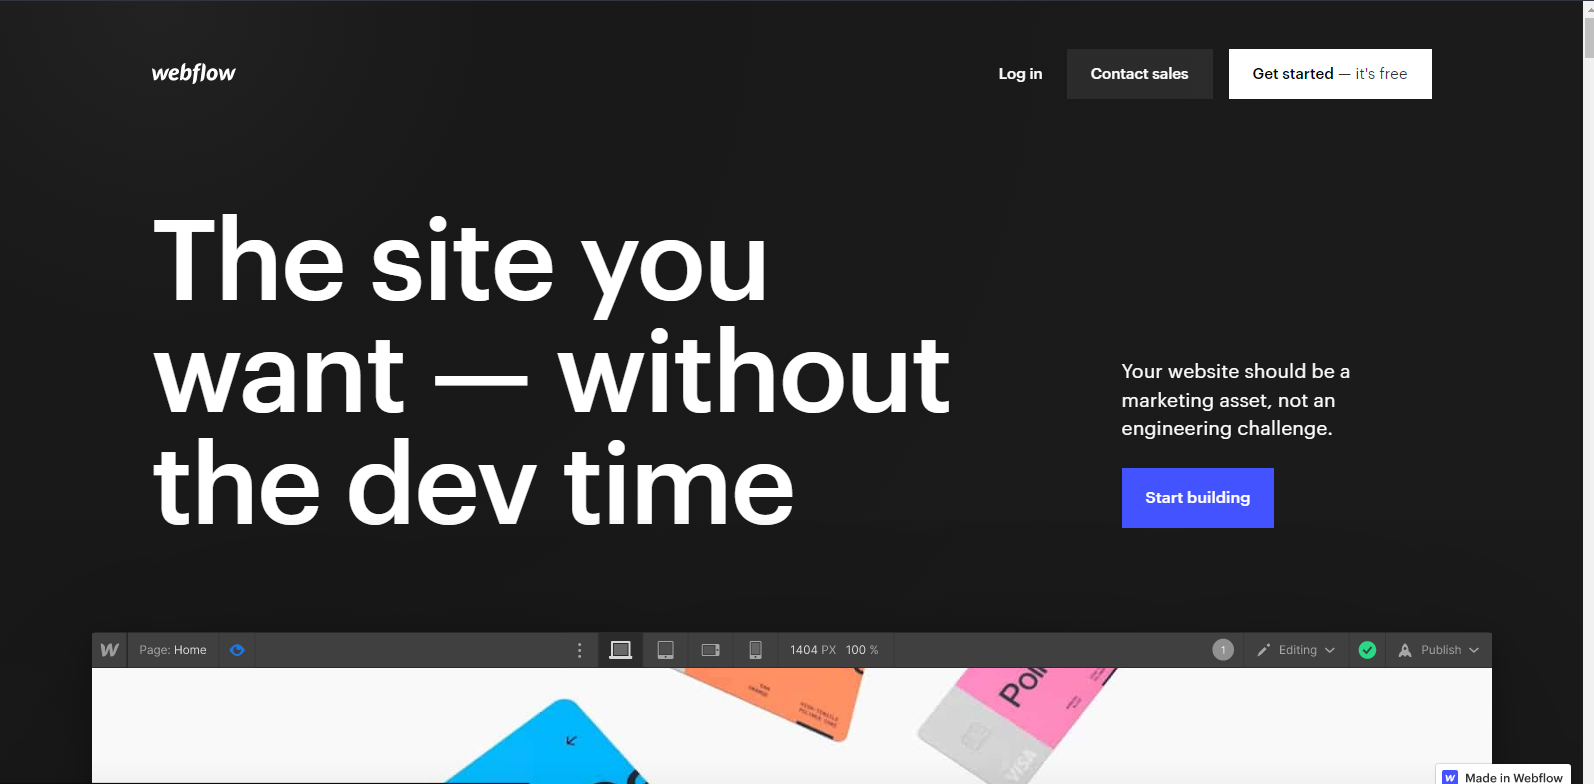 webflow
Log in
Contact sales
Get started — it's free
The site you
want — without
the dev time
Your website should be a
marketing asset, not an
engineering challenge.
Start building
W
Page: Home
1404 PX 100 %
1
Editing
Publish
VISA
W
Made in Webflow